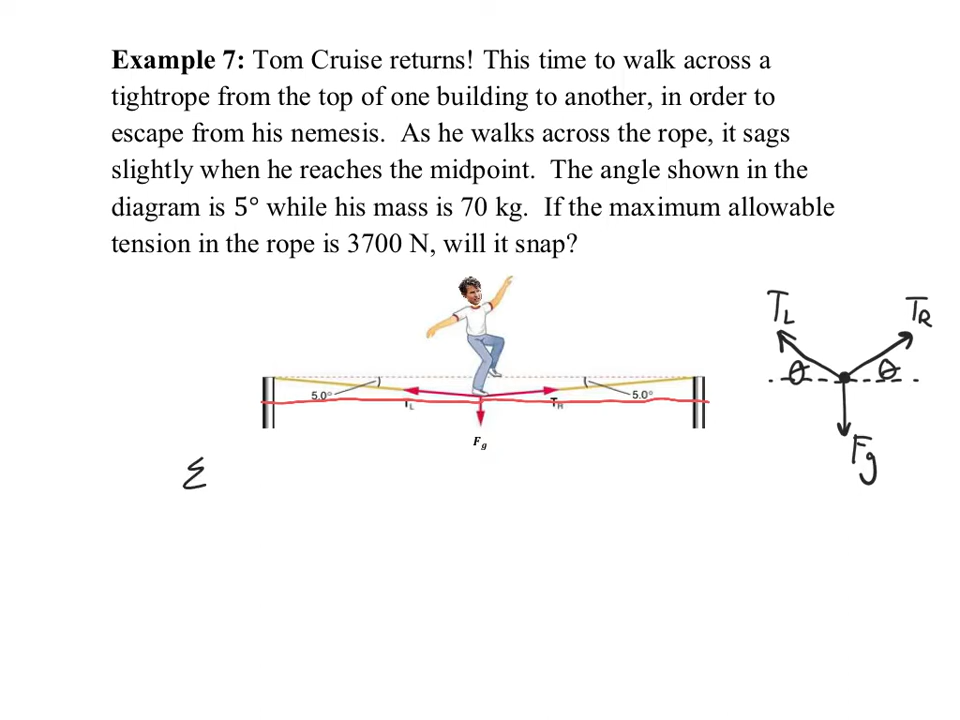 Example 7: Tom Cruise returns! This time to walk across a
tightrope from the top of one building to another, in order to
escape from his nemesis. As he walks across the rope, it sags
slightly when he reaches the midpoint. The angle shown in the
diagram is 5° while his mass is 70 kg. If the maximum allowable
tension in the rope is 3700 N, will it snap?
TL TR
θ θ
5.0° TL TR 5.0°
Fg Fg
Σ